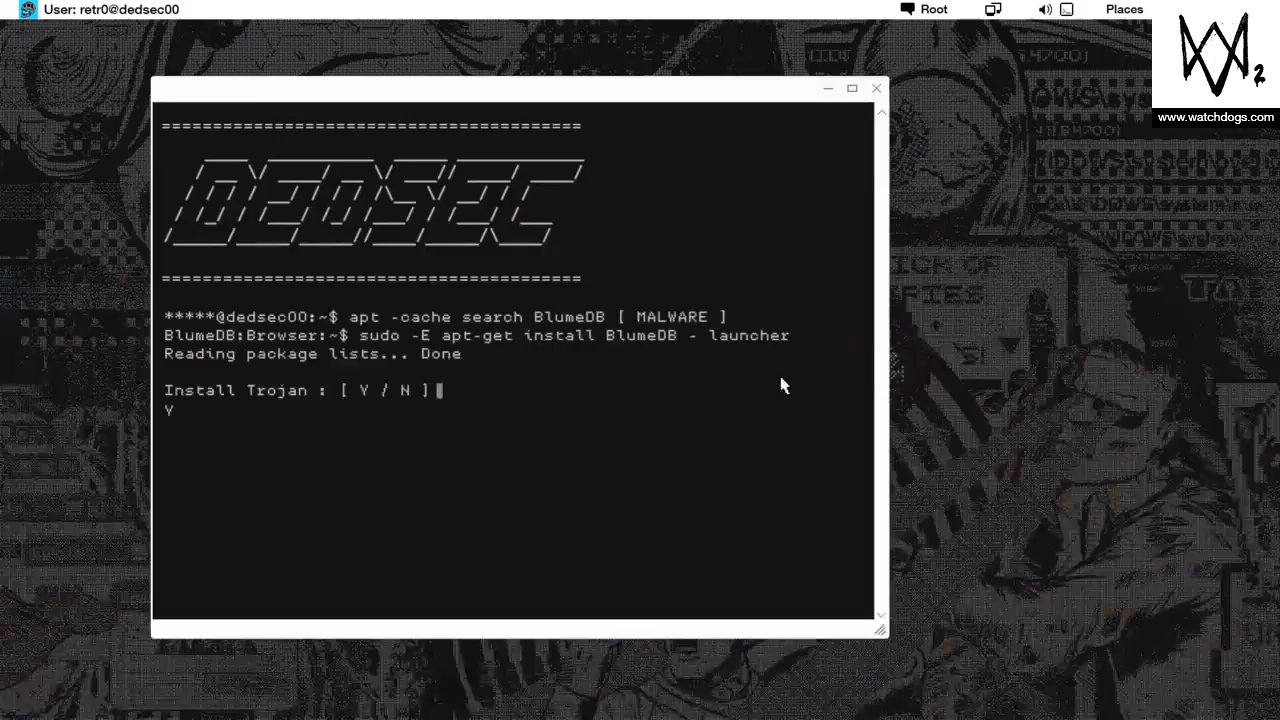 User: retr0@dedsec00
Root
Places
2
www.watchdogs.com
=========================================
DEDSEC
=========================================
*****@dedsec00:~$ apt -cache search BlumeDB [ MALWARE ]
BlumeDB:Browser:~$ sudo -E apt-get install BlumeDB - launcher
Reading package lists... Done
Install Trojan : [ Y / N ]
Y